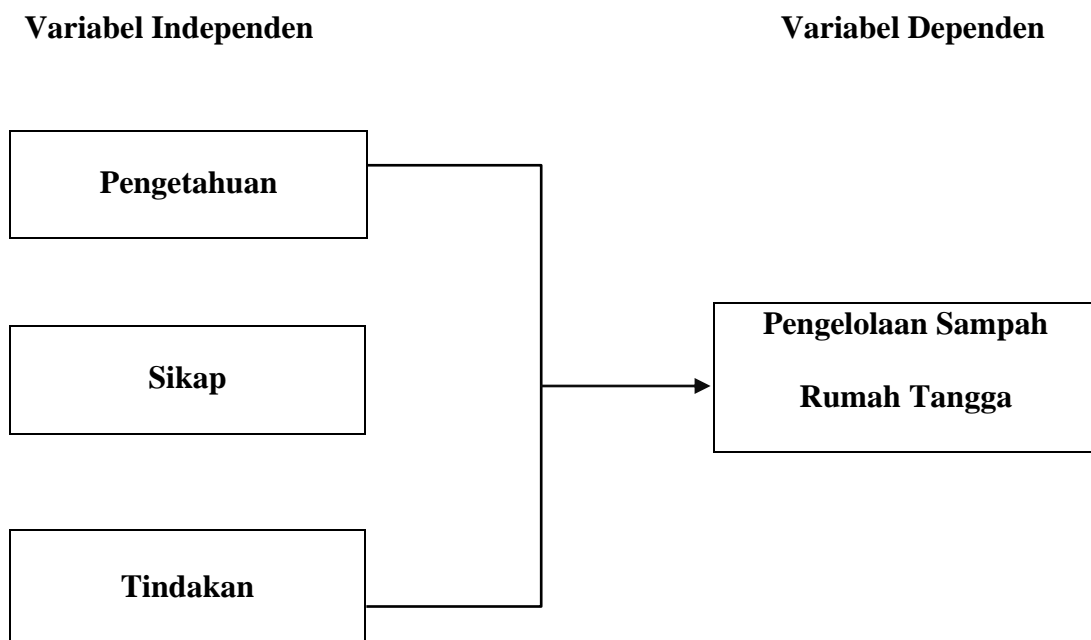 Variabel Independen
Variabel Dependen
Pengetahuan
Sikap
Tindakan
Pengelolaan Sampah
Rumah Tangga